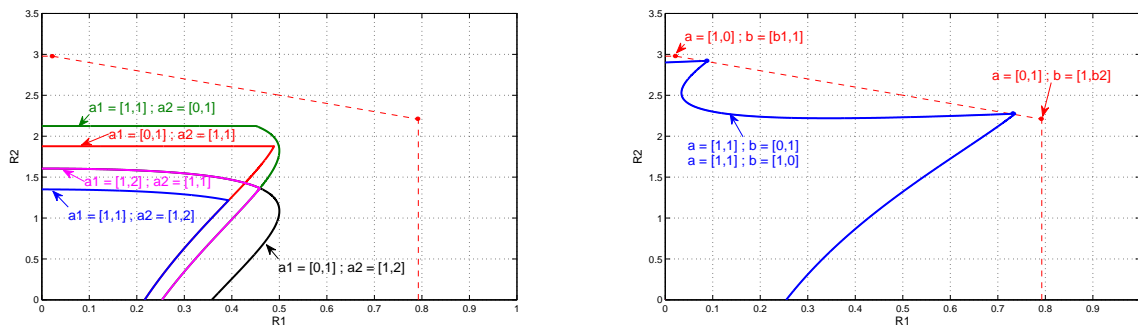 3.5
3
2.5
2
1.5
1
0.5
0
R2
a1 = [1,1] ; a2 = [0,1]
a1 = [0,1] ; a2 = [1,1]
a1 = [1,2] ; a2 = [1,1]
a1 = [1,1] ; a2 = [1,2]
a1 = [0,1] ; a2 = [1,2]
0 0.1 0.2 0.3 0.4 0.5 0.6 0.7 0.8 0.9 1
R1
3.5
3
2.5
2
1.5
1
0.5
0
R2
a = [1,0] ; b = [b1,1]
a = [0,1] ; b = [1,b2]
a = [1,1] ; b = [0,1]
a = [1,1] ; b = [1,0]
0 0.1 0.2 0.3 0.4 0.5 0.6 0.7 0.8 0.9
R1